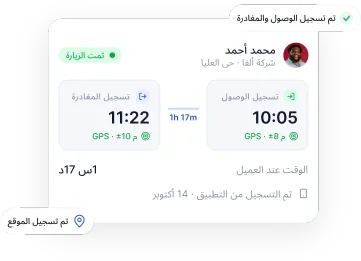 تم تسجيل الوصول والمغادرة
محمد أحمد
شركة ألفا · حي العليا
تمت الزيارة
تسجيل الوصول
10:05
GPS · ±8 م
1h 17m
تسجيل المغادرة
11:22
GPS · ±10 م
الوقت عند العميل
1س 17د
تم التسجيل من التطبيق · 14 أكتوبر
تم تسجيل الموقع